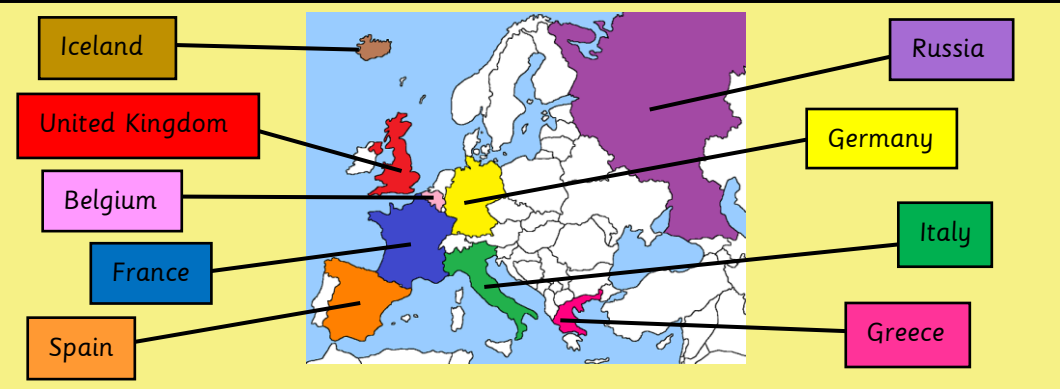 Iceland
United Kingdom
Belgium
France
Spain
Russia
Germany
Italy
Greece